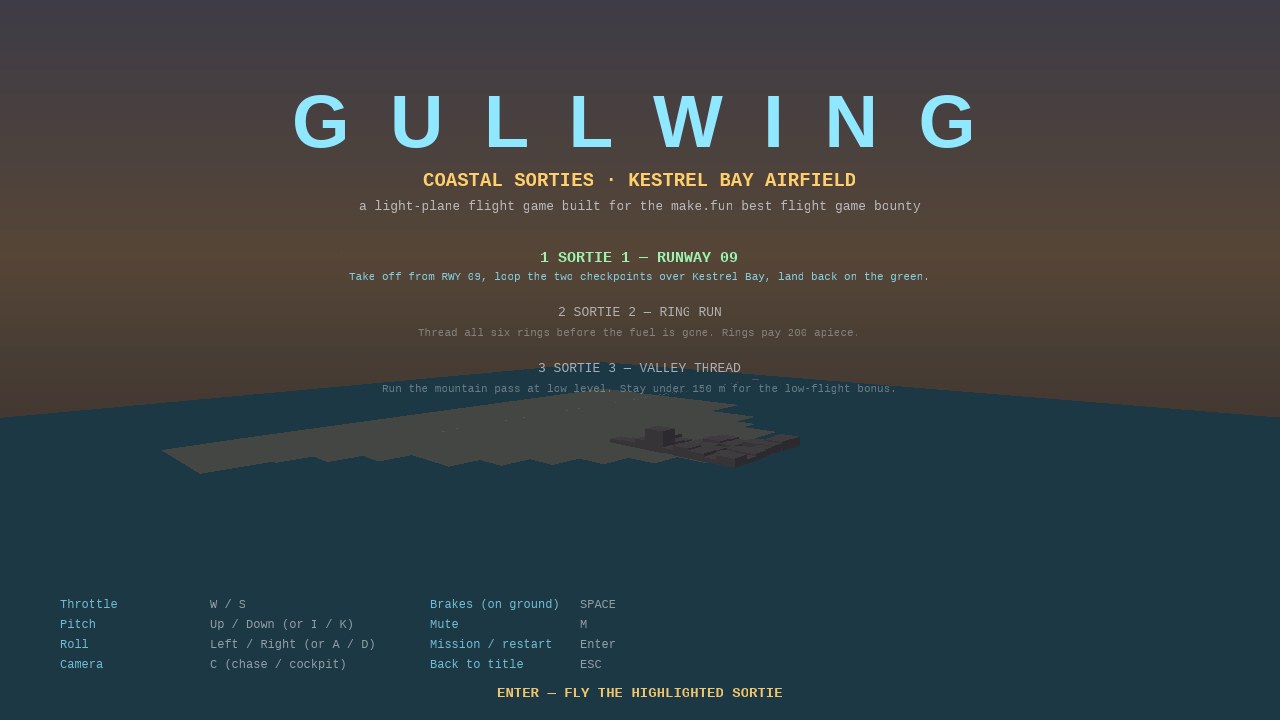 GULLWING
COASTAL SORTIES · KESTREL BAY AIRFIELD
a light-plane flight game built for the make.fun best flight game bounty
1 SORTIE 1 — RUNWAY 09
Take off from RWY 09, loop the two checkpoints over Kestrel Bay, land back on the green.
2 SORTIE 2 — RING RUN
Thread all six rings before the fuel is gone. Rings pay 200 apiece.
3 SORTIE 3 — VALLEY THREAD
Run the mountain pass at low level. Stay under 150 m for the low-flight bonus.
Throttle W / S Brakes (on ground) SPACE
Pitch Up / Down (or I / K) Mute M
Roll Left / Right (or A / D) Mission / restart Enter
Camera C (chase / cockpit) Back to title ESC
ENTER — FLY THE HIGHLIGHTED SORTIE